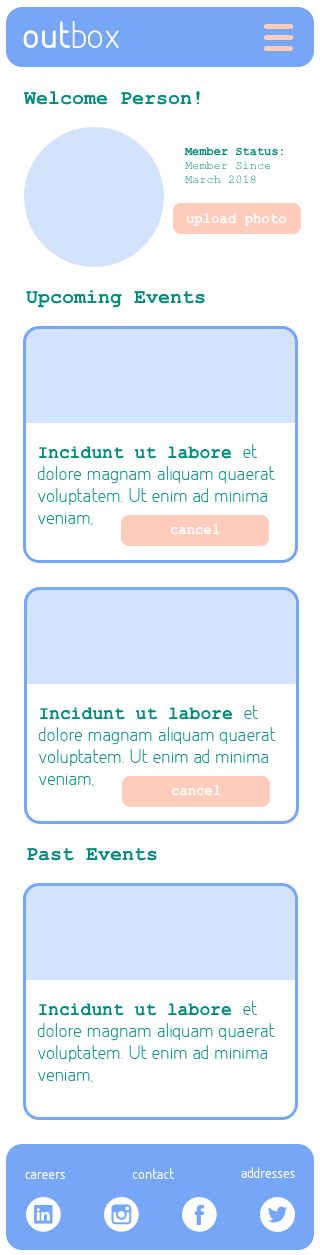 outbox
Welcome Person!
Member Status:
Member Since
March 2018
upload photo
Upcoming Events
Incidunt ut labore et
dolore magnam aliquam quaerat
voluptatem. Ut enim ad minima
veniam,
cancel
Incidunt ut labore et
dolore magnam aliquam quaerat
voluptatem. Ut enim ad minima
veniam,
cancel
Past Events
Incidunt ut labore et
dolore magnam aliquam quaerat
voluptatem. Ut enim ad minima
veniam,
careers contact addresses